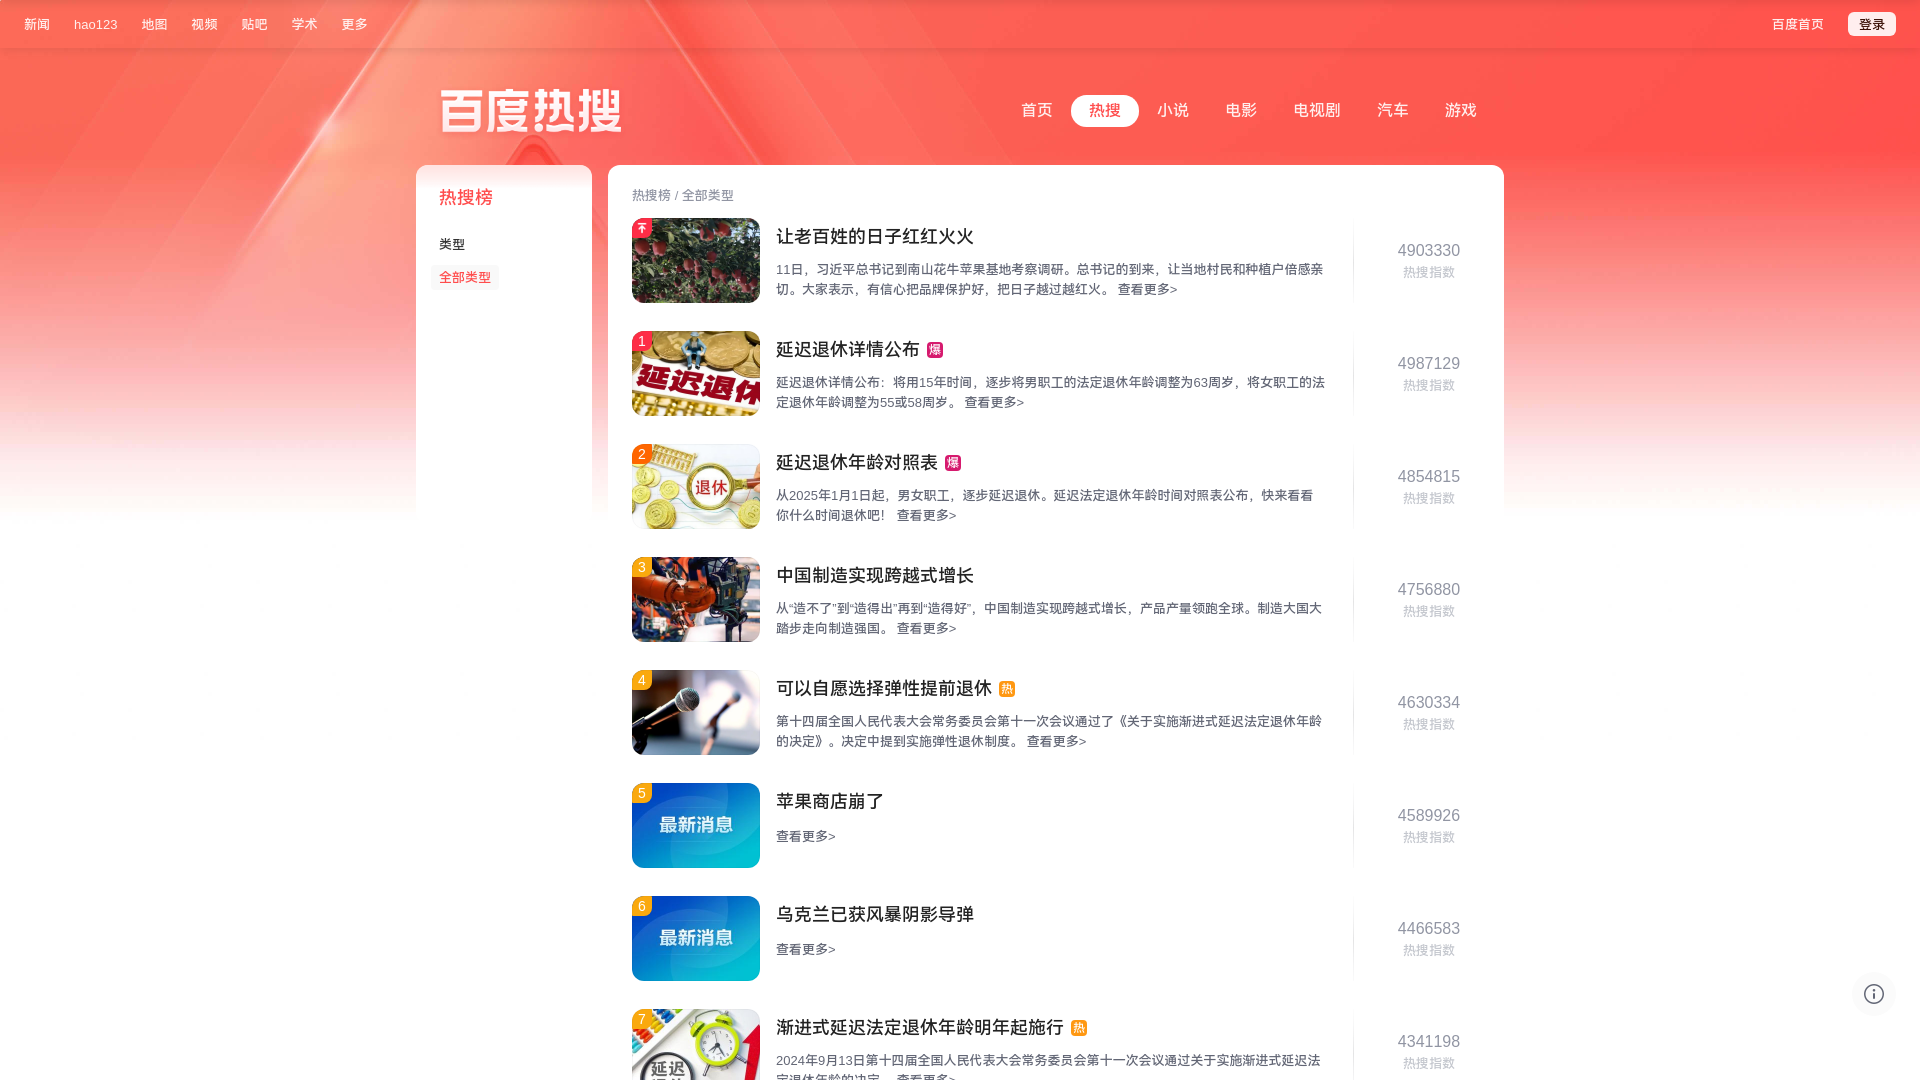 新闻 hao123 地图 视频 贴吧 学术 更多 百度首页 登录
百度热搜
首页 热搜 小说 电影 电视剧 汽车 游戏
热搜榜
类型
全部类型
热搜榜 / 全部类型
让老百姓的日子红红火火
11日，习近平总书记到南山花牛苹果基地考察调研。总书记的到来，让当地村民和种植户倍感亲
切。大家表示，有信心把品牌保护好，把日子越过越红火。 查看更多>
4903330
热搜指数
1
延迟退休
延迟退休详情公布 爆
延迟退休详情公布：将用15年时间，逐步将男职工的法定退休年龄调整为63周岁，将女职工的法
定退休年龄调整为55或58周岁。 查看更多>
4987129
热搜指数
2
退休
延迟退休年龄对照表 爆
从2025年1月1日起，男女职工，逐步延迟退休。延迟法定退休年龄时间对照表公布，快来看看
你什么时间退休吧！ 查看更多>
4854815
热搜指数
3
中国制造实现跨越式增长
从“造不了”到“造得出”再到“造得好”，中国制造实现跨越式增长，产品产量领跑全球。制造大国大
踏步走向制造强国。 查看更多>
4756880
热搜指数
4
可以自愿选择弹性提前退休 热
第十四届全国人民代表大会常务委员会第十一次会议通过了《关于实施渐进式延迟法定退休年龄
的决定》。决定中提到实施弹性退休制度。 查看更多>
4630334
热搜指数
5
最新消息
苹果商店崩了
查看更多>
4589926
热搜指数
6
最新消息
乌克兰已获风暴阴影导弹
查看更多>
4466583
热搜指数
7
延迟
渐进式延迟法定退休年龄明年起施行 热
2024年9月13日第十四届全国人民代表大会常务委员会第十一次会议通过关于实施渐进式延迟法
定退休年龄的决定。 查看更多>
4341198
热搜指数